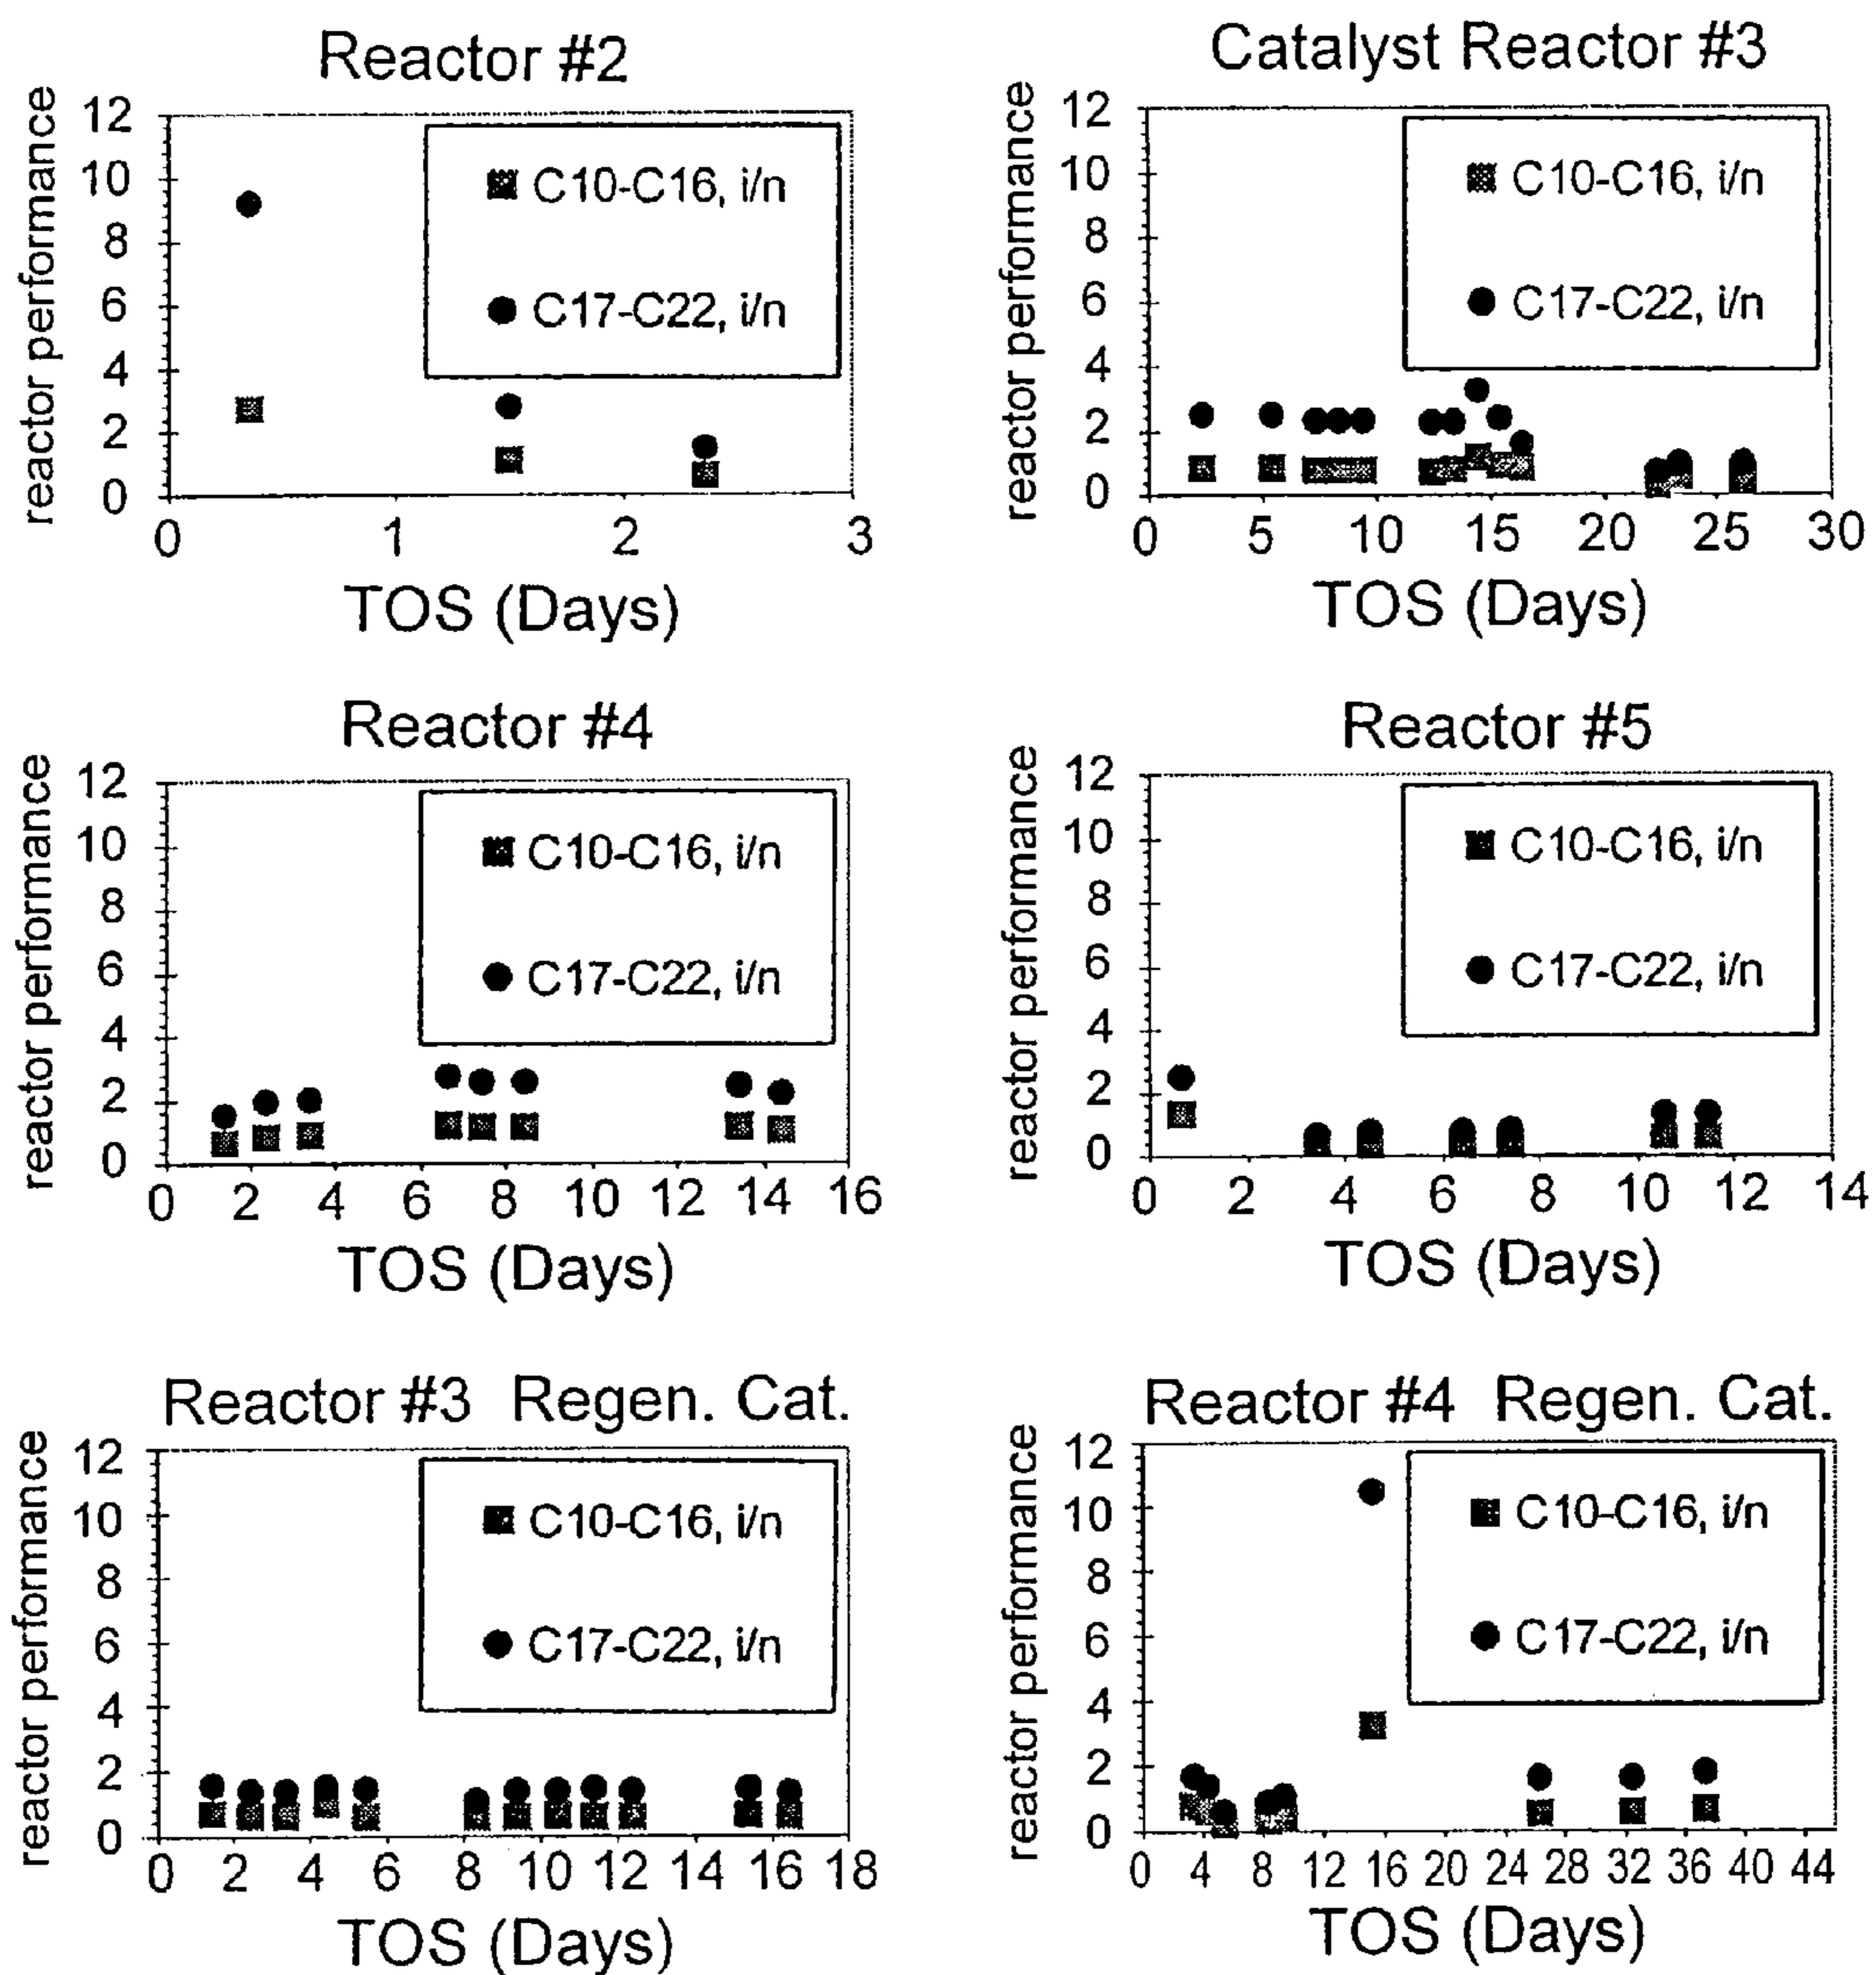 Reactor #2
reactor performance
12
10
8
6
4
2
0
C10-C16, i/n
C17-C22, i/n
0 1 2 3
TOS (Days)
Catalyst Reactor #3
reactor performance
12
10
8
6
4
2
0
C10-C16, i/n
C17-C22, i/n
0 5 10 15 20 25 30
TOS (Days)
Reactor #4
reactor performance
12
10
8
6
4
2
0
C10-C16, i/n
C17-C22, i/n
0 2 4 6 8 10 12 14 16
TOS (Days)
Reactor #5
reactor performance
12
10
8
6
4
2
0
C10-C16, i/n
C17-C22, i/n
0 2 4 6 8 10 12 14
TOS (Days)
Reactor #3 Regen. Cat.
reactor performance
12
10
8
6
4
2
0
C10-C16, i/n
C17-C22, i/n
0 2 4 6 8 10 12 14 16 18
TOS (Days)
Reactor #4 Regen. Cat.
reactor performance
12
10
8
6
4
2
0
C10-C16, i/n
C17-C22, i/n
0 4 8 12 16 20 24 28 32 36 40 44
TOS (Days)